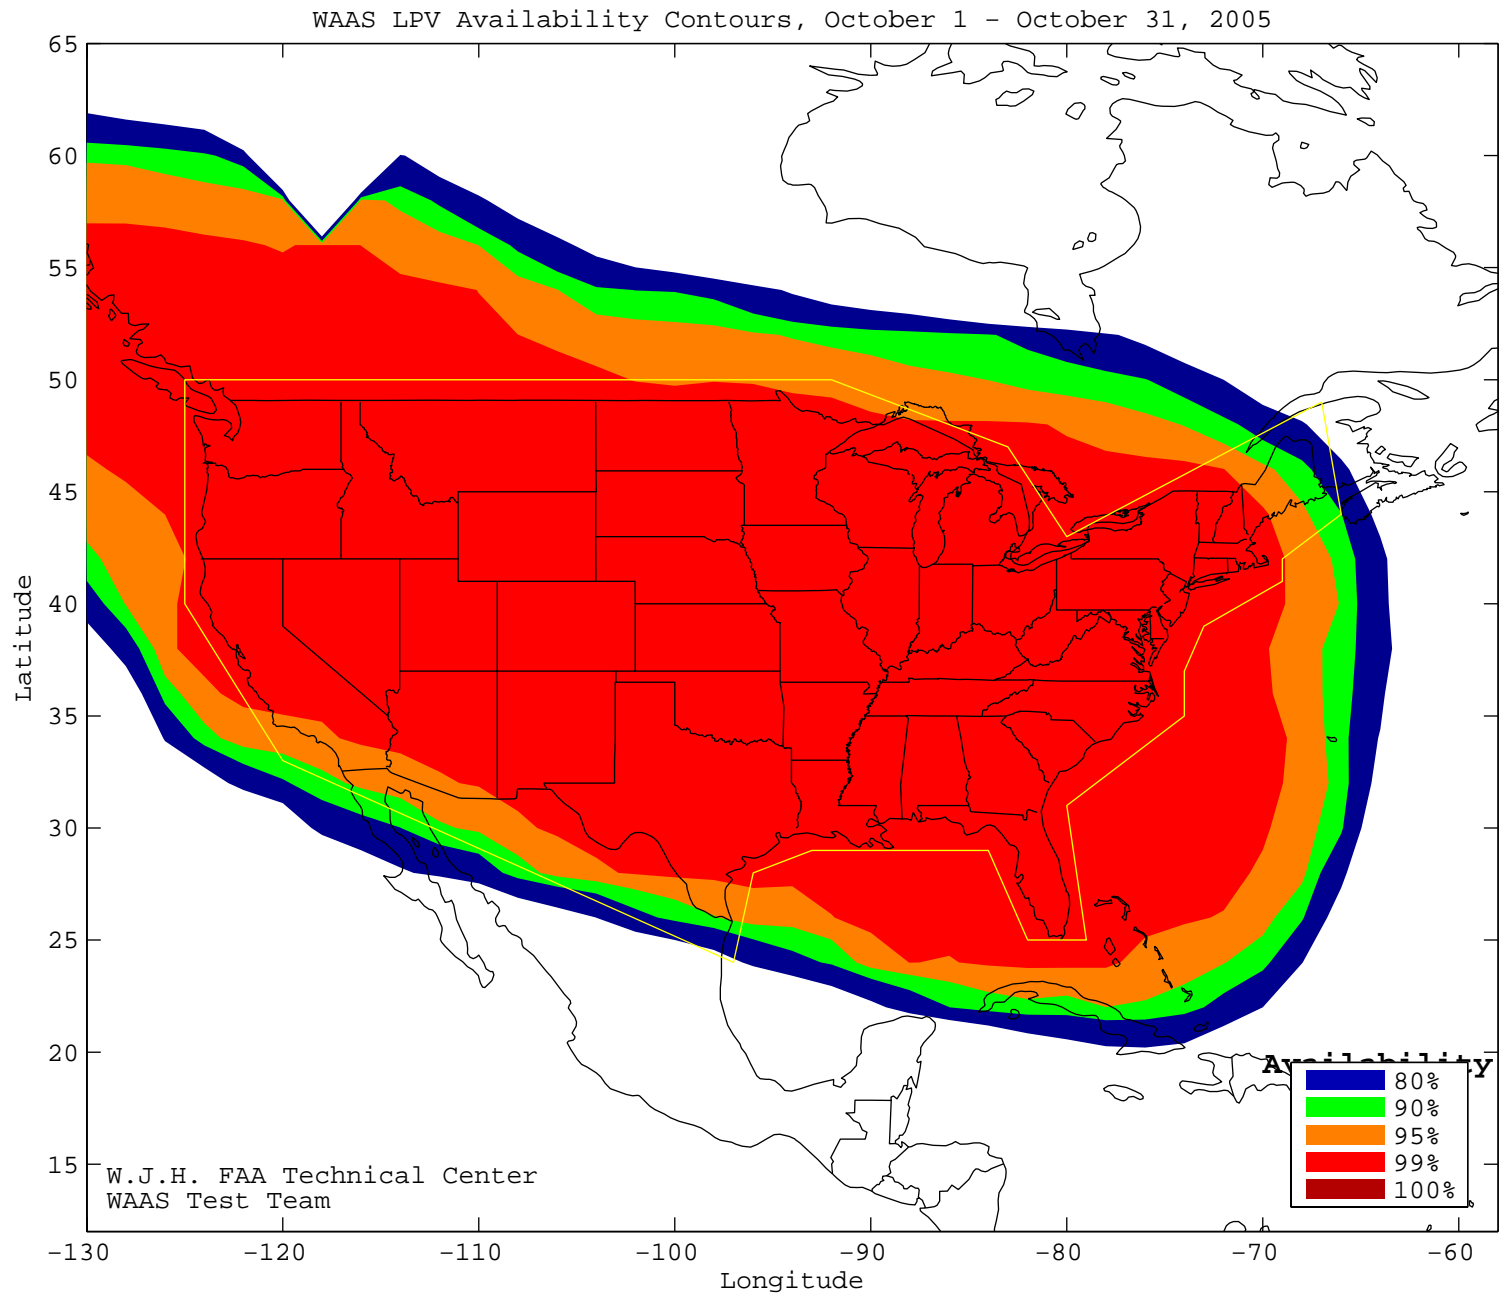 WAAS LPV Availability Contours, October 1 - October 31, 2005
65
60
55
50
45
40
35
30
25
20
15
Latitude
Availability
80%
90%
95%
99%
100%
W.J.H. FAA Technical Center
WAAS Test Team
-130 -120 -110 -100 -90 -80 -70 -60
Longitude